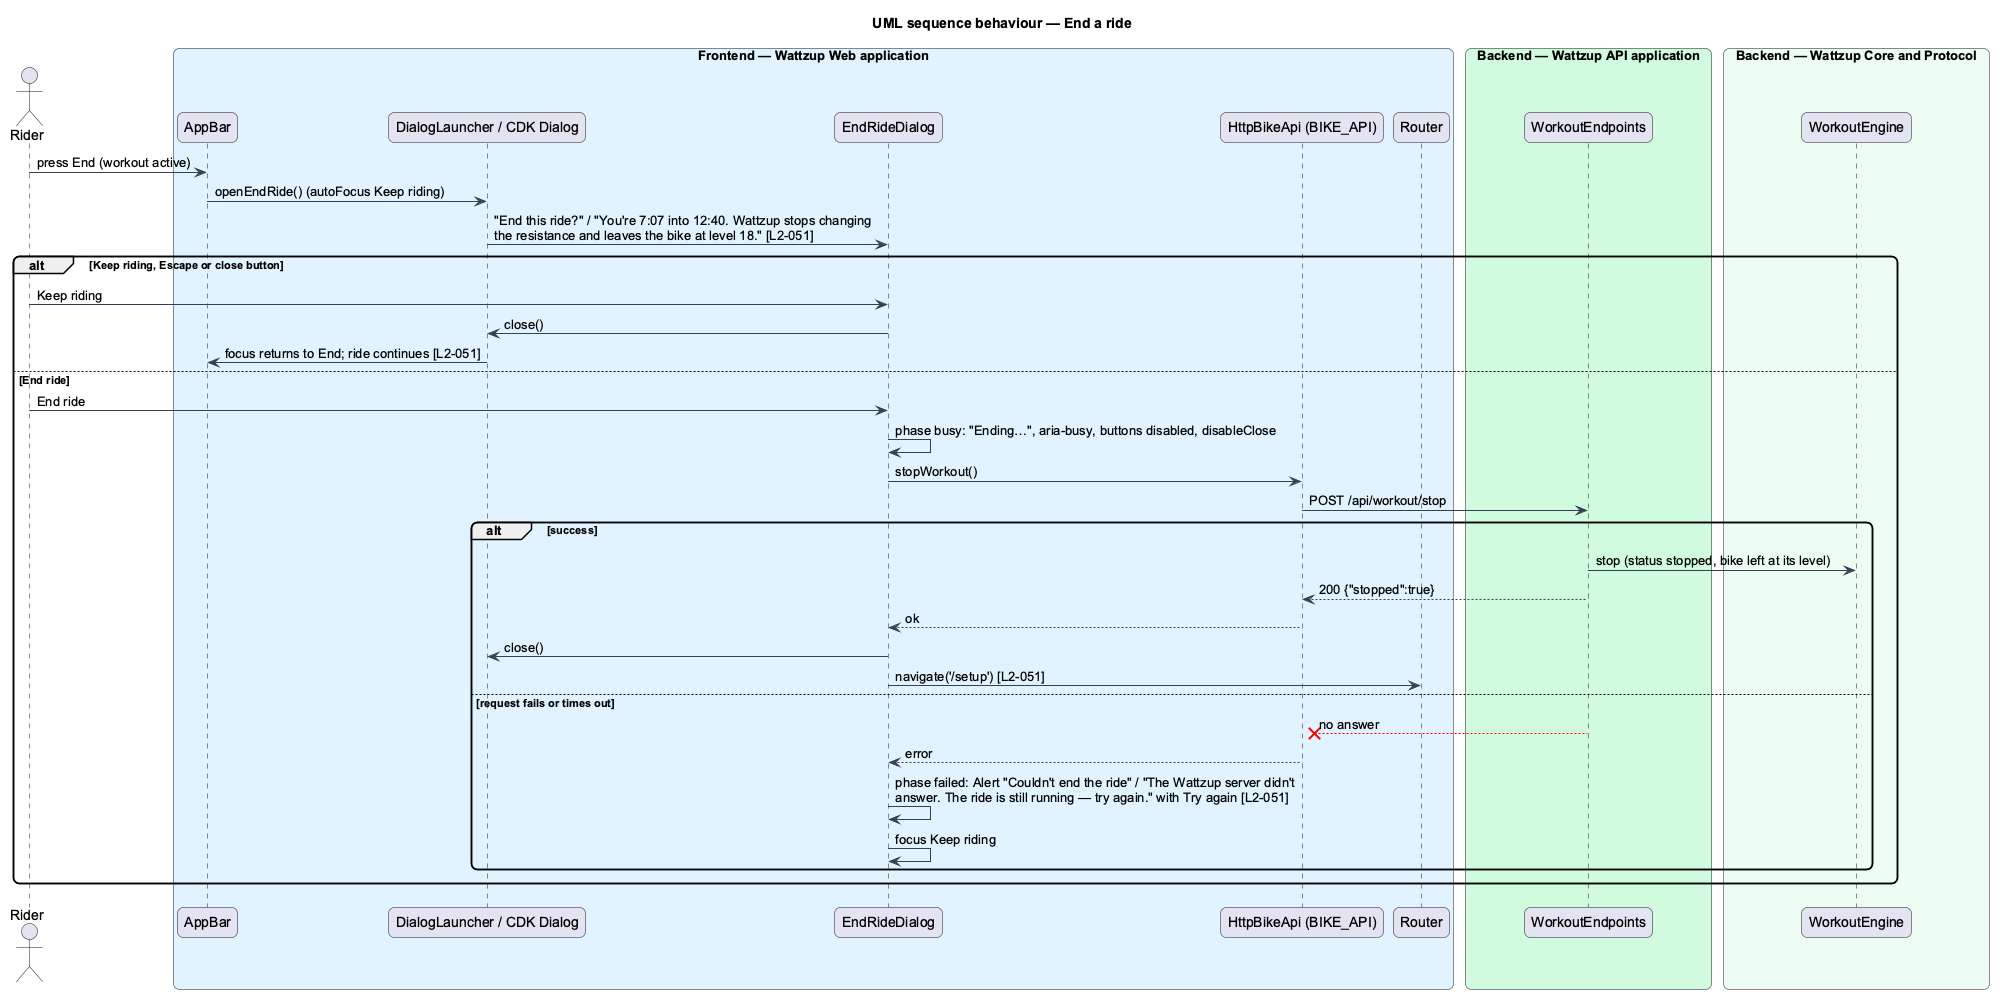 UML sequence behaviour — End a ride
Frontend — Wattzup Web application
Backend — Wattzup API application
Backend — Wattzup Core and Protocol
Rider
AppBar
DialogLauncher / CDK Dialog
EndRideDialog
HttpBikeApi (BIKE_API)
Router
WorkoutEndpoints
WorkoutEngine
press End (workout active)
openEndRide() (autoFocus Keep riding)
"End this ride?" / "You're 7:07 into 12:40. Wattzup stops changing
the resistance and leaves the bike at level 18." [L2-051]
alt
[Keep riding, Escape or close button]
Keep riding
close()
focus returns to End; ride continues [L2-051]
[End ride]
End ride
phase busy: "Ending…", aria-busy, buttons disabled, disableClose
stopWorkout()
POST /api/workout/stop
alt
[success]
stop (status stopped, bike left at its level)
200 {"stopped":true}
ok
close()
navigate('/setup') [L2-051]
[request fails or times out]
no answer
error
phase failed: Alert "Couldn't end the ride" / "The Wattzup server didn't
answer. The ride is still running — try again." with Try again [L2-051]
focus Keep riding
Rider
AppBar
DialogLauncher / CDK Dialog
EndRideDialog
HttpBikeApi (BIKE_API)
Router
WorkoutEndpoints
WorkoutEngine